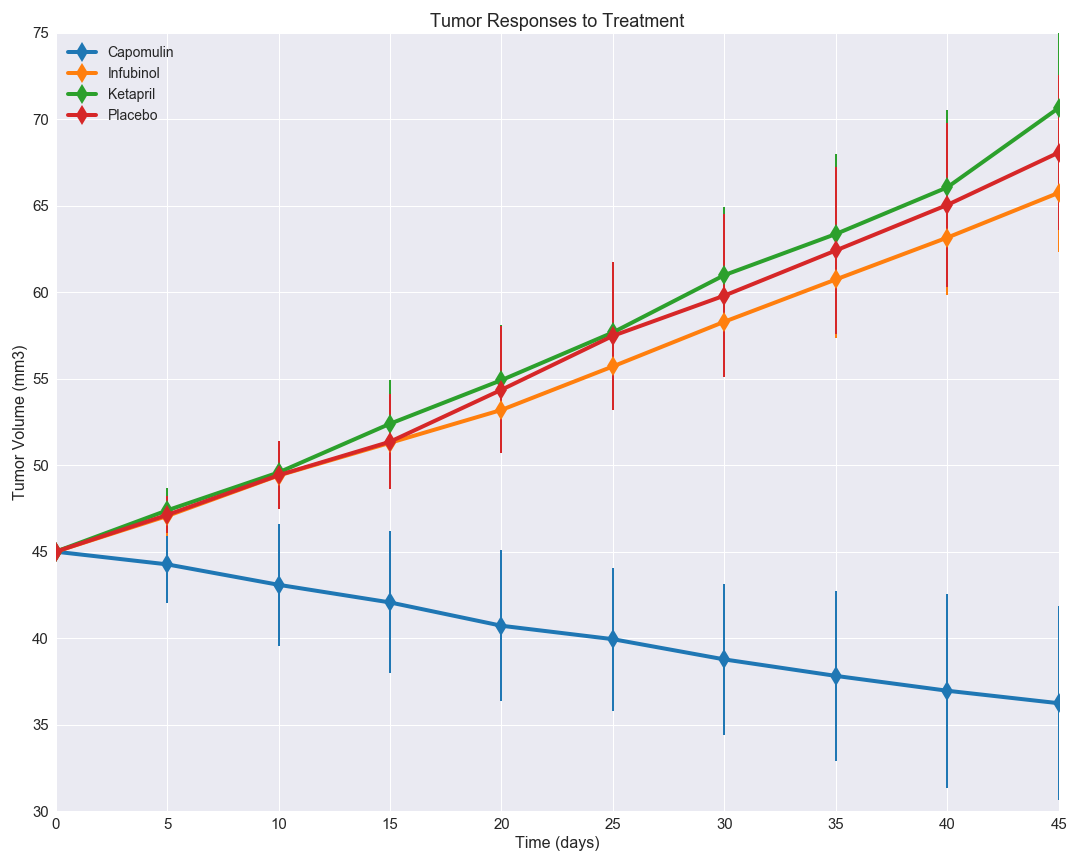 Tumor Responses to Treatment
Capomulin
Infubinol
Ketapril
Placebo
75
70
65
60
55
50
45
40
35
30
Tumor Volume (mm3)
0 5 10 15 20 25 30 35 40 45
Time (days)